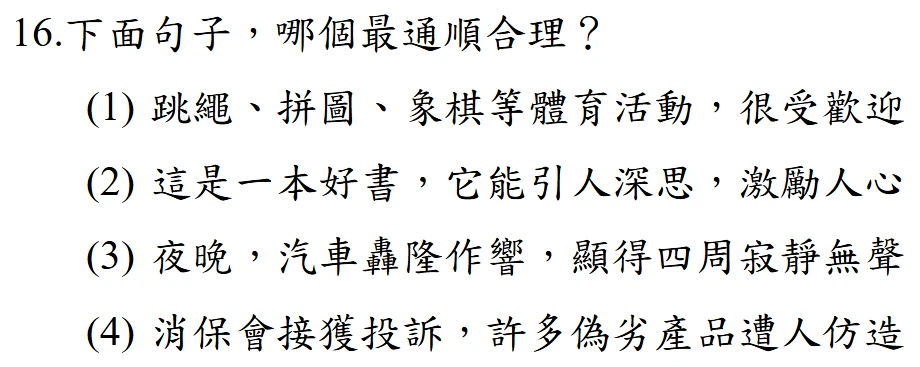 16.下面句子，哪個最通順合理？
(1) 跳繩、拼圖、象棋等體育活動，很受歡迎
(2) 這是一本好書，它能引人深思，激勵人心
(3) 夜晚，汽車轟隆作響，顯得四周寂靜無聲
(4) 消保會接獲投訴，許多偽劣產品遭人仿造